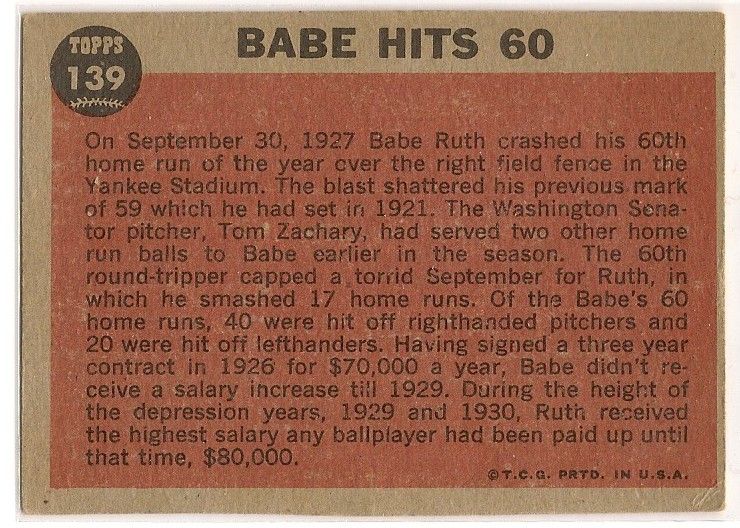 TOPPS
139
BABE HITS 60
On September 30, 1927 Babe Ruth crashed his 60th
home run of the year over the right field fence in the
Yankee Stadium. The blast shattered his previous mark
of 59 which he had set in 1921. The Washington Sena-
tor pitcher, Tom Zachary, had served two other home
run balls to Babe earlier in the season. The 60th
round-tripper capped a torrid September for Ruth, in
which he smashed 17 home runs. Of the Babe's 60
home runs, 40 were hit off righthanded pitchers and
20 were hit off lefthanders. Having signed a three year
contract in 1926 for $70,000 a year, Babe didn't re-
ceive a salary increase till 1929. During the height of
the depression years, 1929 and 1930, Ruth received
the highest salary any ballplayer had been paid up until
that time, $80,000.
©T.C.G. PRTD. IN U.S.A.